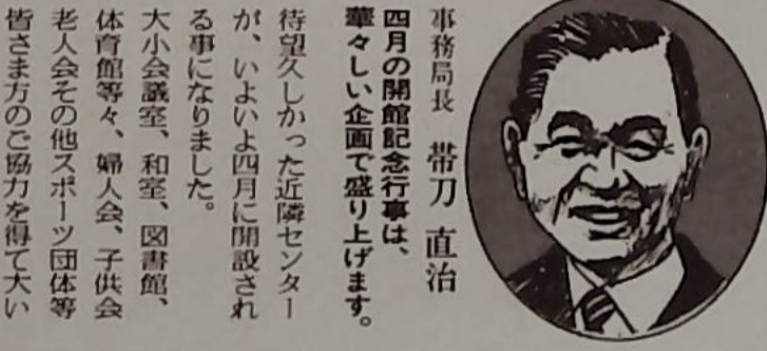 事務局長 帯刀 直治
四月の開館記念行事は、
華々しい企画で盛り上げます。
待望久しかった近隣センター
が、いよいよ四月に開設され
る事になりました。
大小会議室、和室、図書館、
体育館等々、婦人会、子供会
老人会その他スポーツ団体等
皆さま方のご協力を得て大い